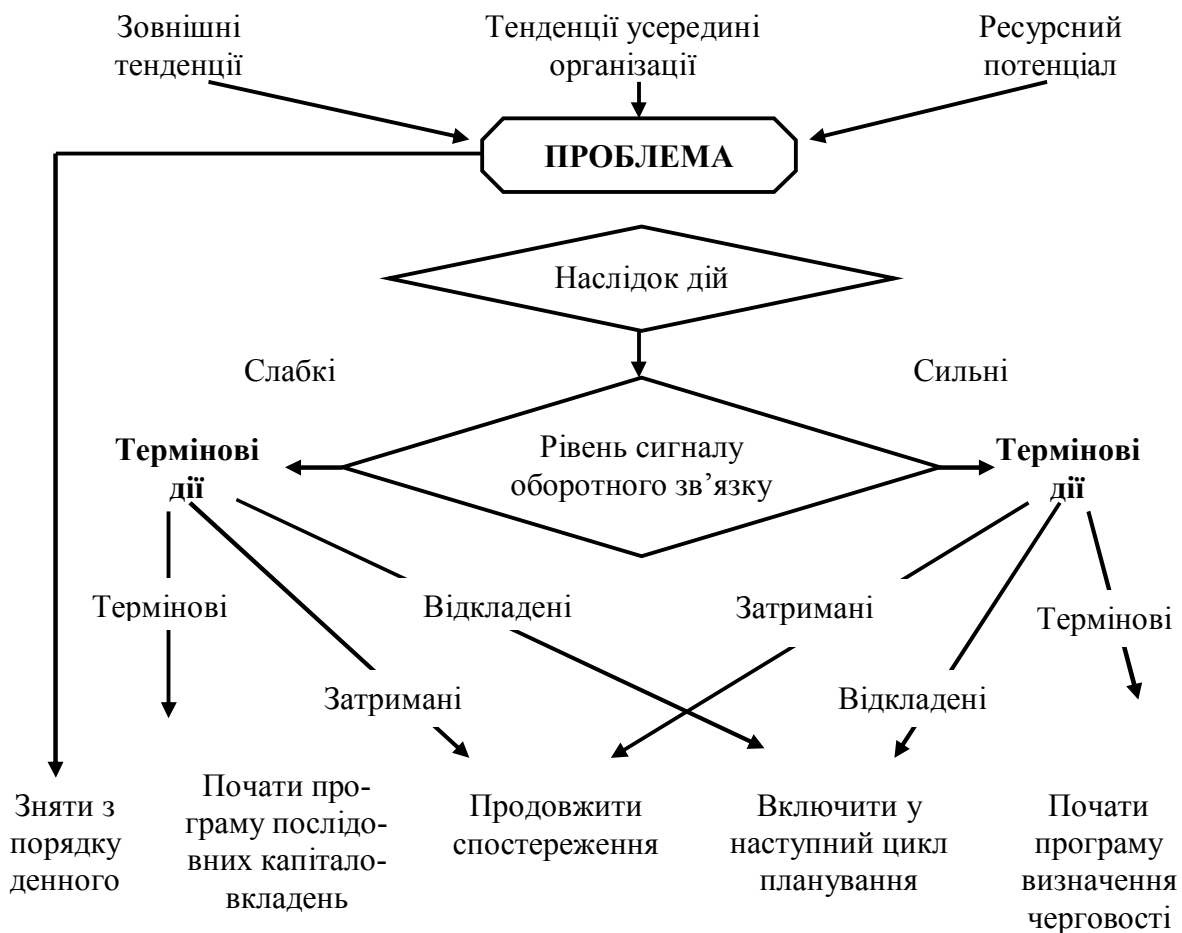 Зовнішні
тенденції
Тенденції усередині
організації
Ресурсний
потенціал
ПРОБЛЕМА
Наслідок дій
Слабкі
Сильні
Термінові
дії
Рівень сигналу
оборотного зв’язку
Термінові
дії
Термінові
Відкладені
Затримані
Термінові
Затримані
Відкладені
Зняти з
порядку
денного
Почати про-
граму послідо-
вних капітало-
вкладень
Продовжити
спостереження
Включити у
наступний цикл
планування
Почати
програму
визначення
черговості